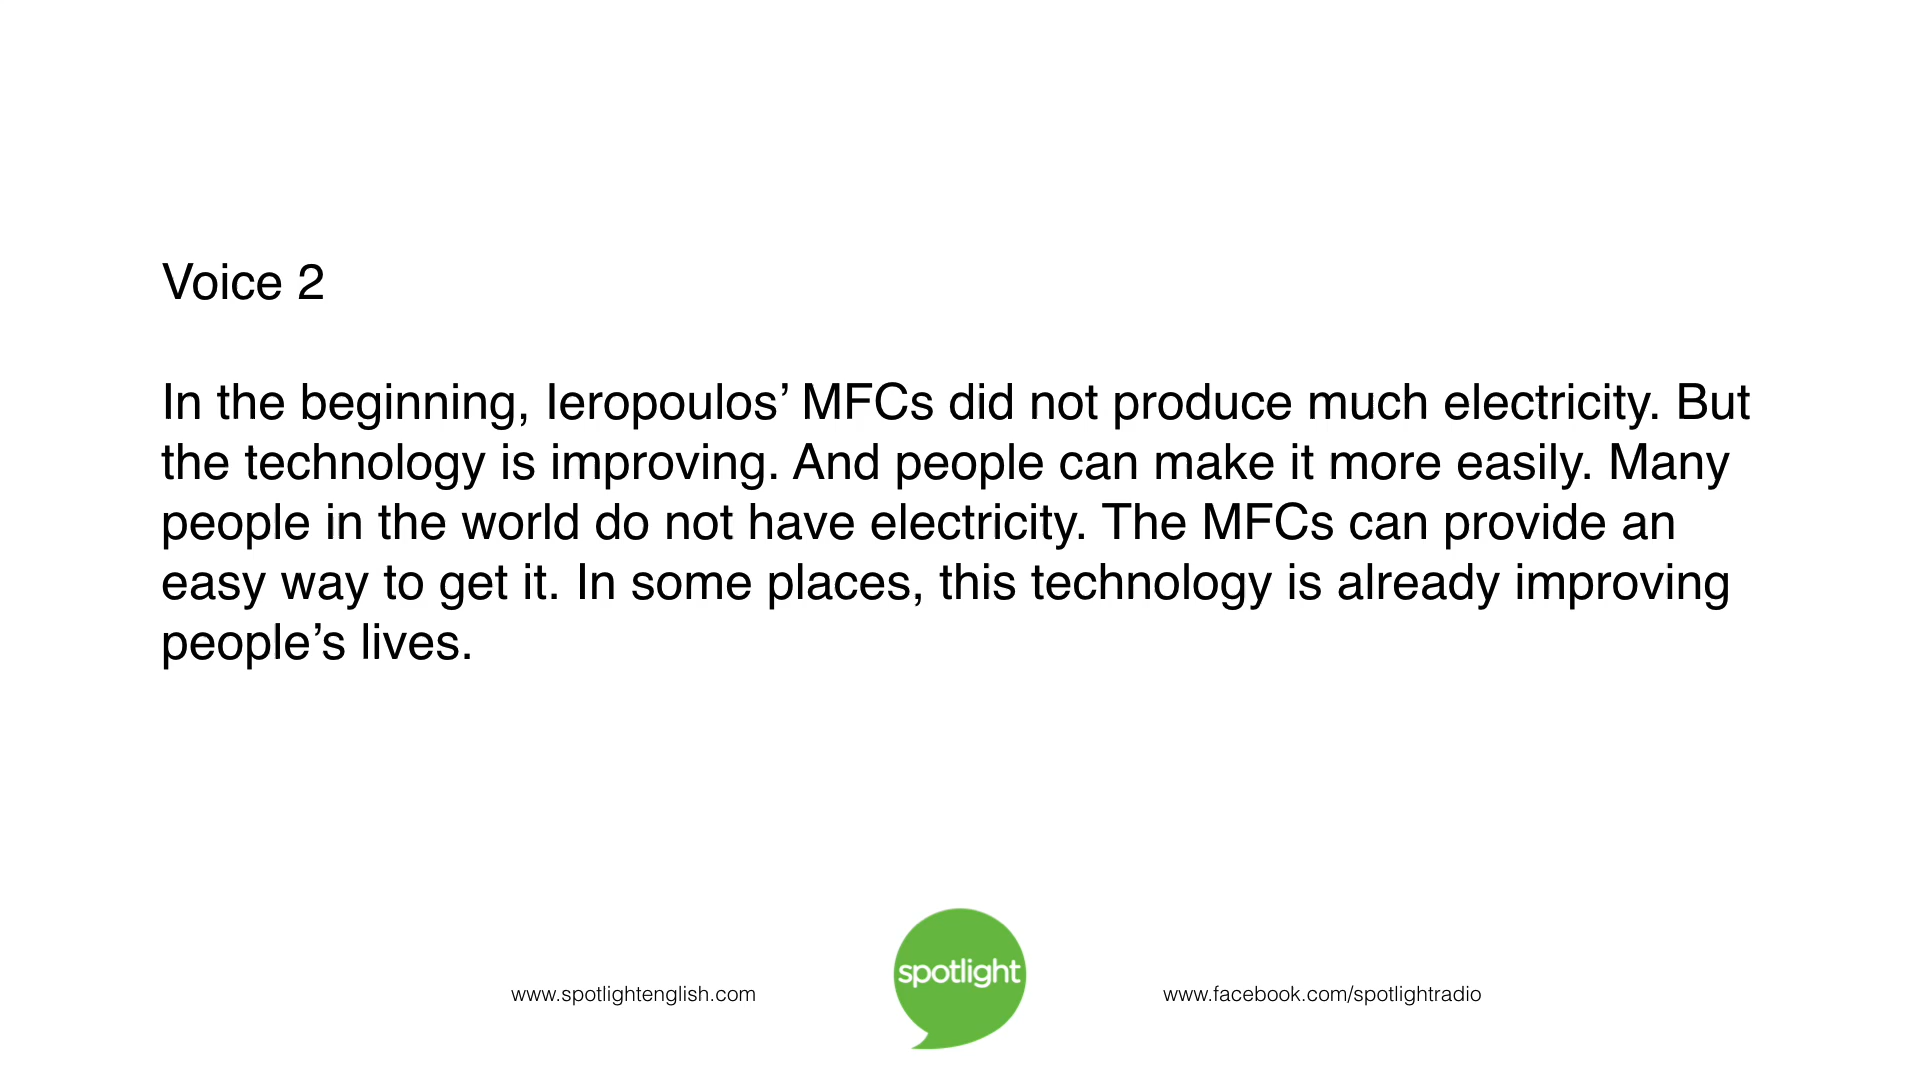 Voice 2
In the beginning, Ieropoulos’ MFCs did not produce much electricity. But
the technology is improving. And people can make it more easily. Many
people in the world do not have electricity. The MFCs can provide an
easy way to get it. In some places, this technology is already improving
people’s lives.
spotlight
www.spotlightenglish.com
www.facebook.com/spotlightradio